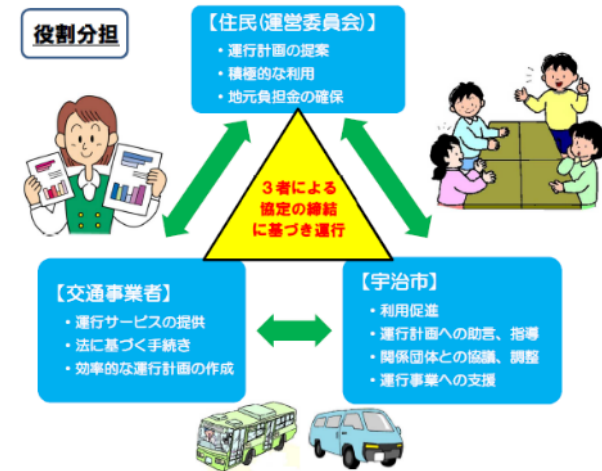 役割分担
【住民(運営委員会)】
・運行計画の提案
・積極的な利用
・地元負担金の確保
３者による
協定の締結
に基づき運行
【交通事業者】
・運行サービスの提供
・法に基づく手続き
・効率的な運行計画の作成
【宇治市】
・利用促進
・運行計画への助言、指導
・関係団体との協議、調整
・運行事業への支援